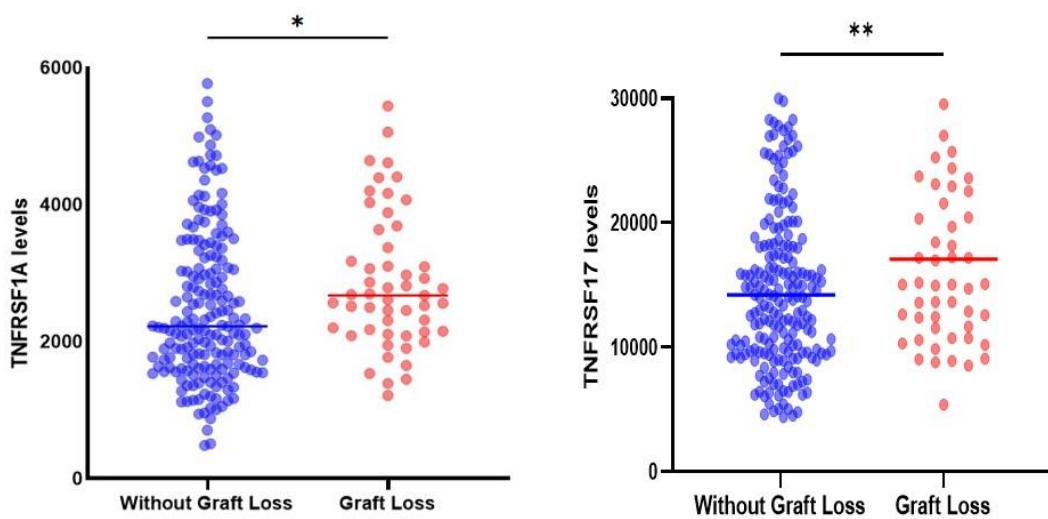 *
6000
4000
2000
0
TNFRSF1A levels
Without Graft Loss
Graft Loss
**
30000
20000
10000
0
TNFRSF17 levels
Without Graft Loss
Graft Loss